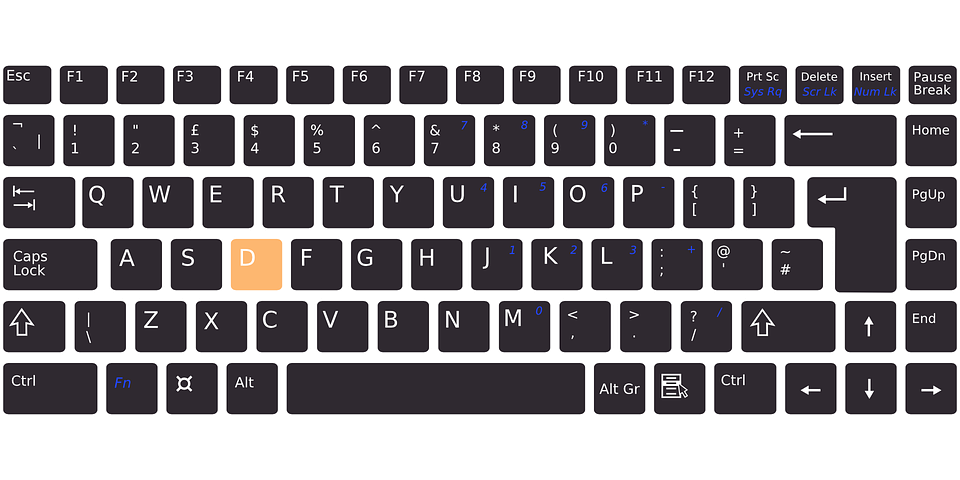 Esc F1 F2 F3 F4 F5 F6 F7 F8 F9 F10 F11 F12 Prt Sc Delete Insert Pause
Sys Rq Scr Lk Num Lk Break
¬ | ! " £ $ % ^ & 7 * 8 ( 9 ) * — + Home
` 1 2 3 4 5 6 7 8 9 0 - =
Q W E R T Y U 4 I 5 O 6 P - { } PgUp
[ ]
Caps A S D F G H J 1 K 2 L 3 : + @ ~ PgDn
Lock ; ' #
| Z X C V B N M 0 < > ? / End
\ , . /
Ctrl Fn ¤ Alt Alt Gr Ctrl